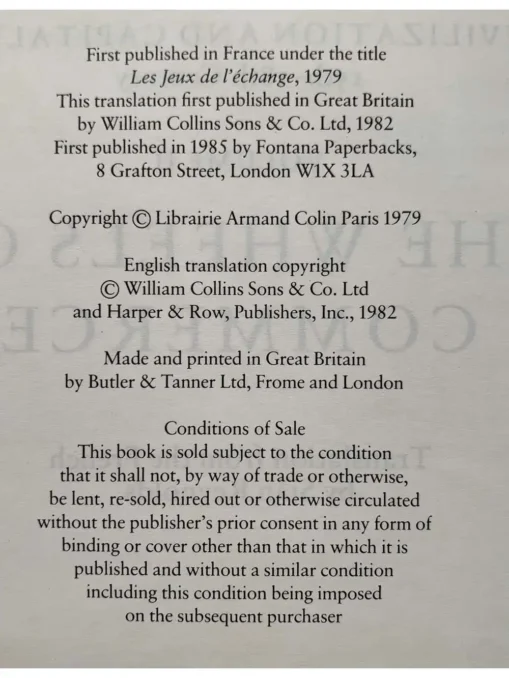 First published in France under the title
Les Jeux de l'échange, 1979
This translation first published in Great Britain
by William Collins Sons & Co. Ltd, 1982
First published in 1985 by Fontana Paperbacks,
8 Grafton Street, London W1X 3LA
Copyright © Librairie Armand Colin Paris 1979
English translation copyright
© William Collins Sons & Co. Ltd
and Harper & Row, Publishers, Inc., 1982
Made and printed in Great Britain
by Butler & Tanner Ltd, Frome and London
Conditions of Sale
This book is sold subject to the condition
that it shall not, by way of trade or otherwise,
be lent, re-sold, hired out or otherwise circulated
without the publisher's prior consent in any form of
binding or cover other than that in which it is
published and without a similar condition
including this condition being imposed
on the subsequent purchaser